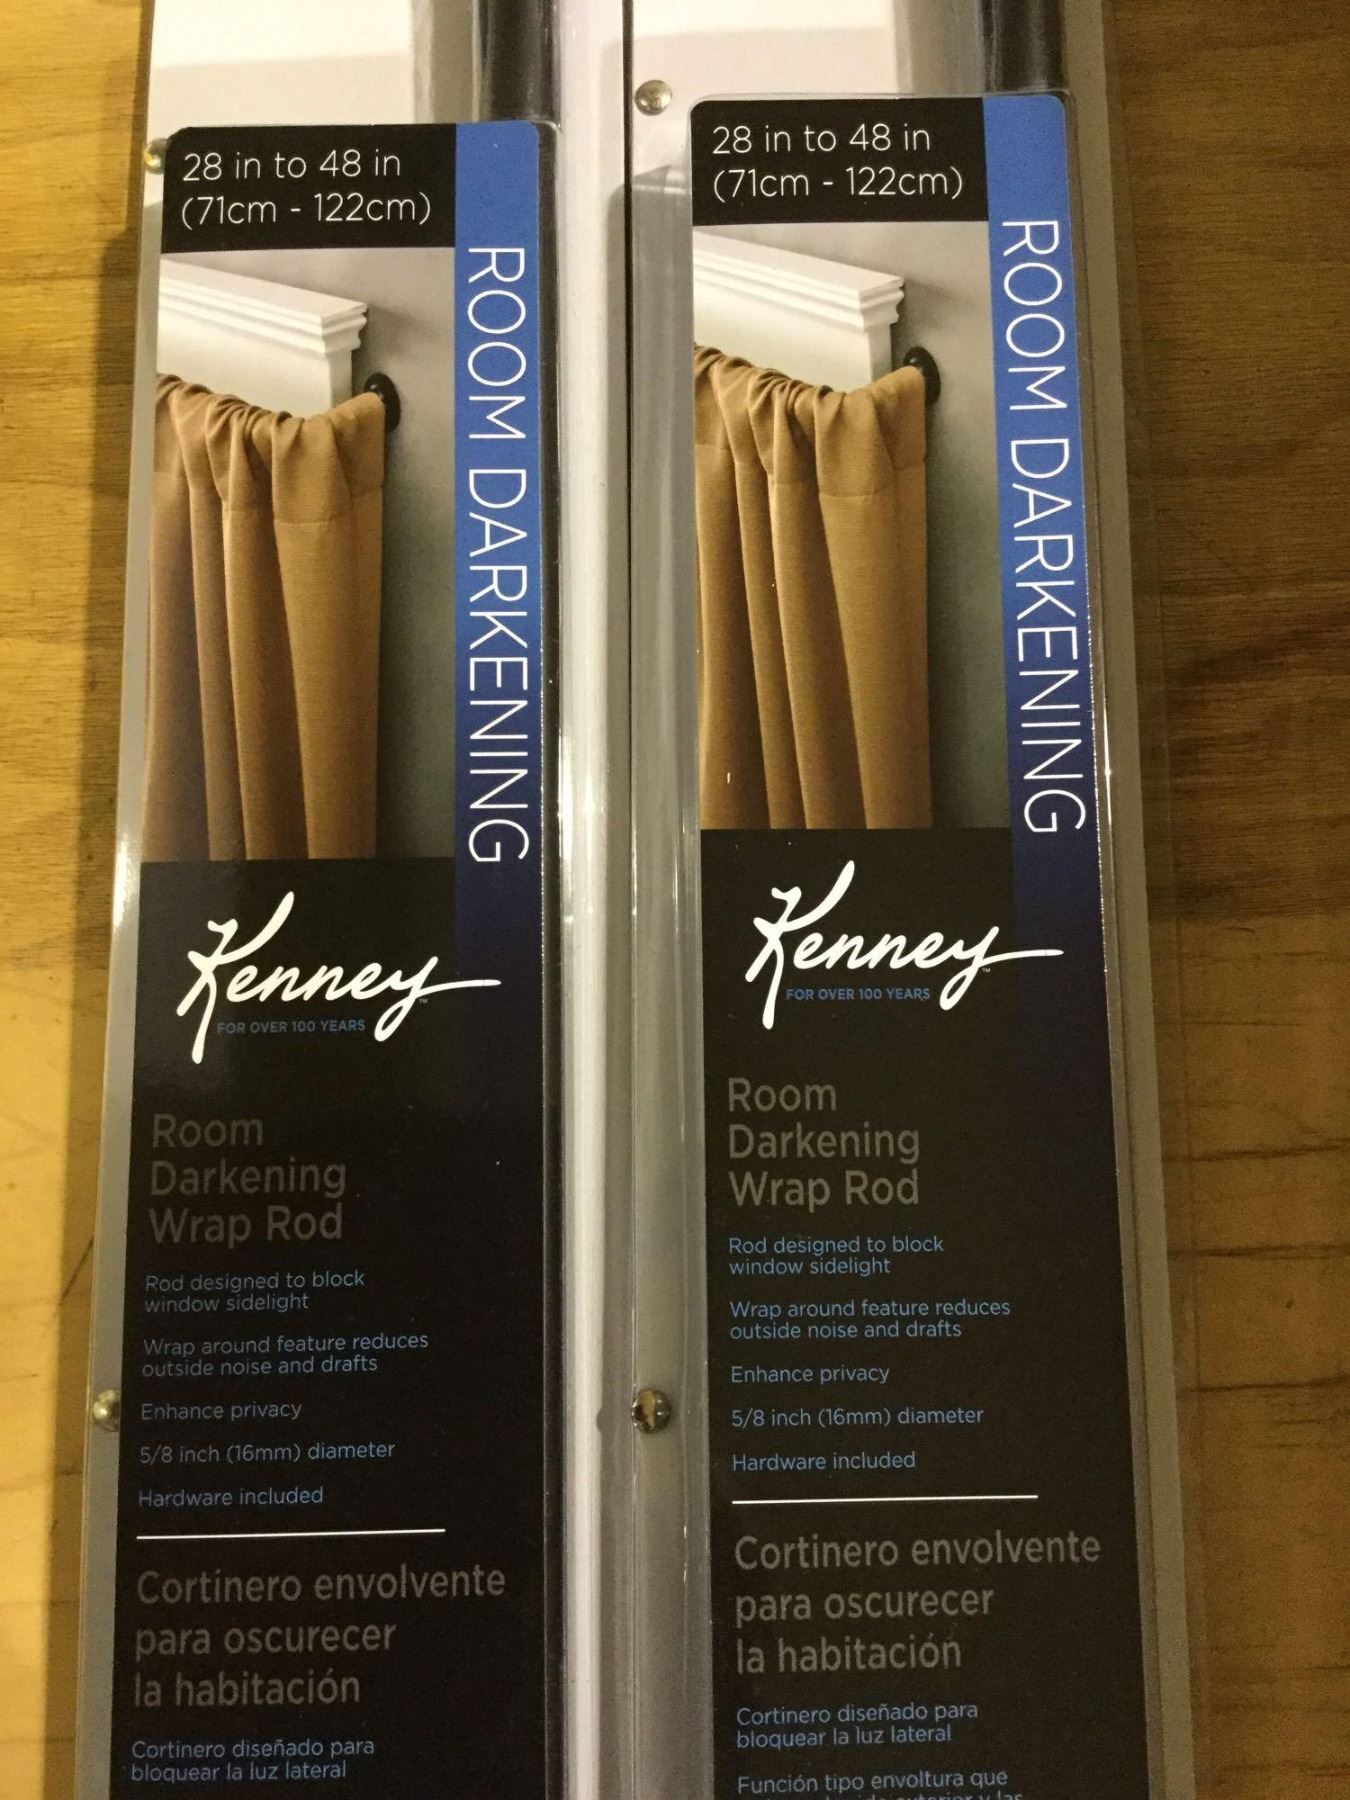 28 in to 48 in
(71cm - 122cm)
ROOM DARKENING
Kenney™
FOR OVER 100 YEARS
Room
Darkening
Wrap Rod
Rod designed to block
window sidelight
Wrap around feature reduces
outside noise and drafts
Enhance privacy
5/8 inch (16mm) diameter
Hardware included
Cortinero envolvente
para oscurecer
la habitación
Cortinero diseñado para
bloquear la luz lateral
28 in to 48 in
(71cm - 122cm)
ROOM DARKENING
Kenney™
FOR OVER 100 YEARS
Room
Darkening
Wrap Rod
Rod designed to block
window sidelight
Wrap around feature reduces
outside noise and drafts
Enhance privacy
5/8 inch (16mm) diameter
Hardware included
Cortinero envolvente
para oscurecer
la habitación
Cortinero diseñado para
bloquear la luz lateral
Función tipo envoltura que